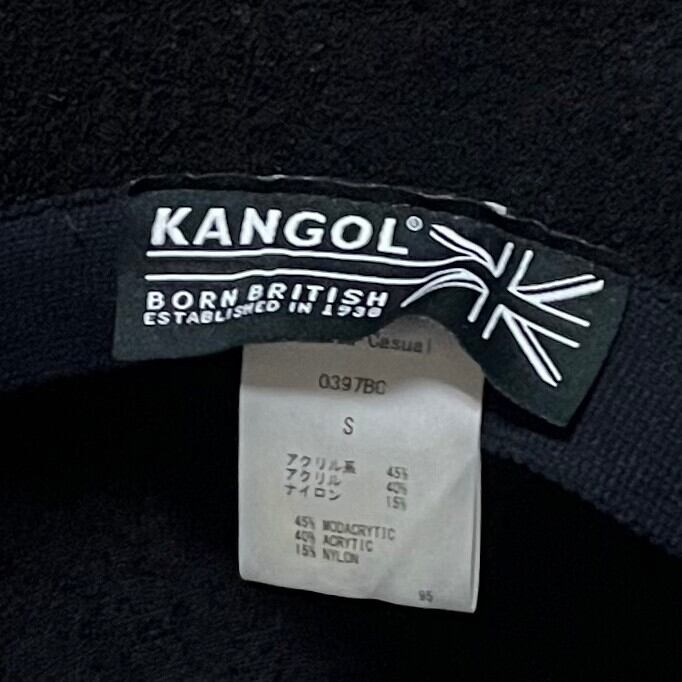 KANGOL®
BORN BRITISH
ESTABLISHED IN 1938
Casual
0397BC
S
アクリル系 45%
アクリル 40%
ナイロン 15%
45% MODACRYTIC
40% ACRYTIC
15% NYLON
95